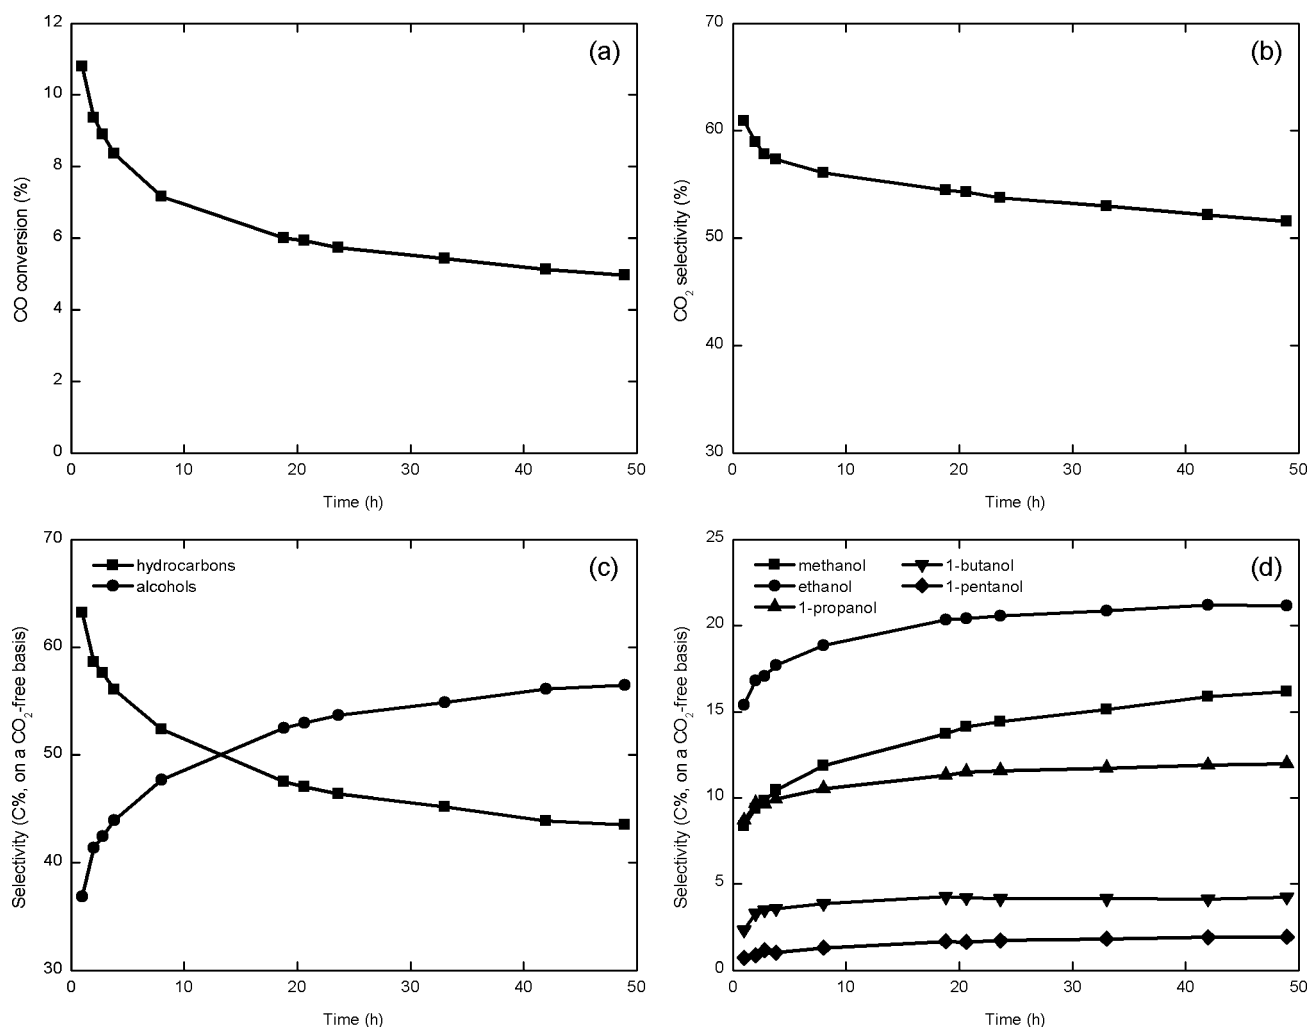 (a)
CO conversion (%)
12
10
8
6
4
2
0
0 10 20 30 40 50
Time (h)
(b)
CO₂ selectivity (%)
70
60
50
40
30
0 10 20 30 40 50
Time (h)
(c)
hydrocarbons
alcohols
Selectivity (C%, on a CO₂-free basis)
70
60
50
40
30
0 10 20 30 40 50
Time (h)
(d)
methanol 1-butanol
ethanol 1-pentanol
1-propanol
Selectivity (C%, on a CO₂-free basis)
25
20
15
10
5
0
0 10 20 30 40 50
Time (h)